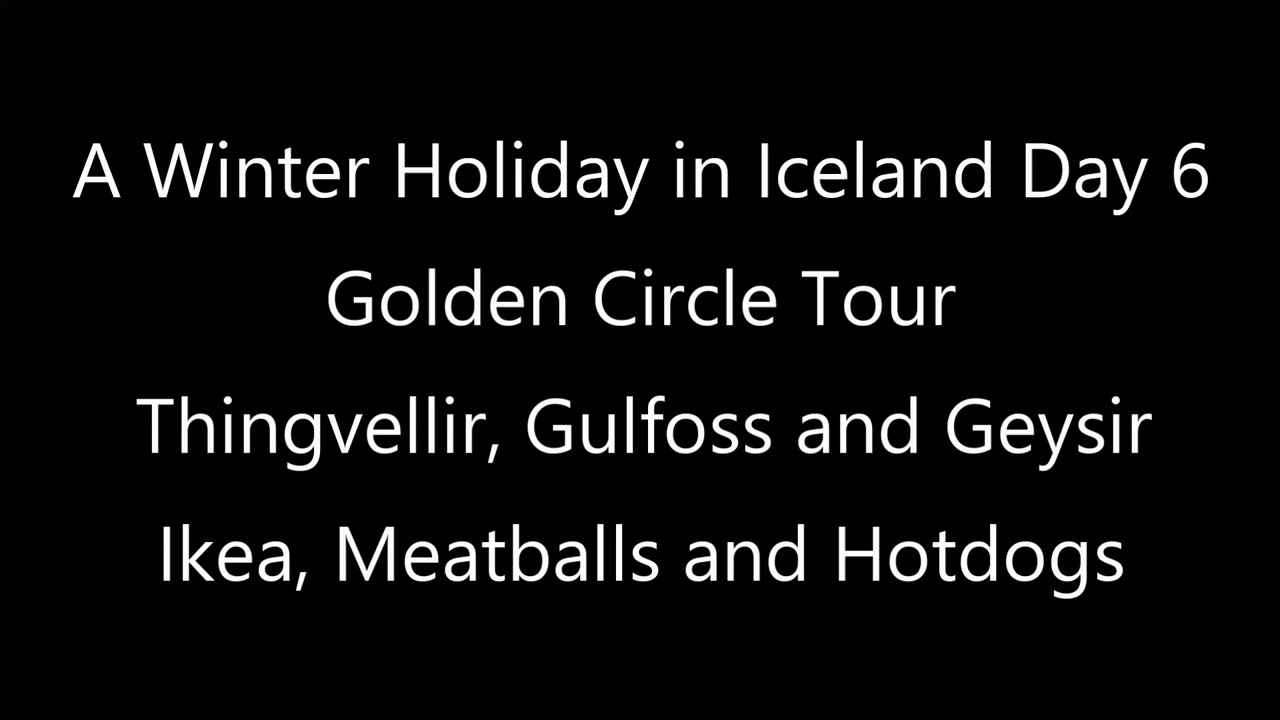 A Winter Holiday in Iceland Day 6
Golden Circle Tour
Thingvellir, Gulfoss and Geysir
Ikea, Meatballs and Hotdogs